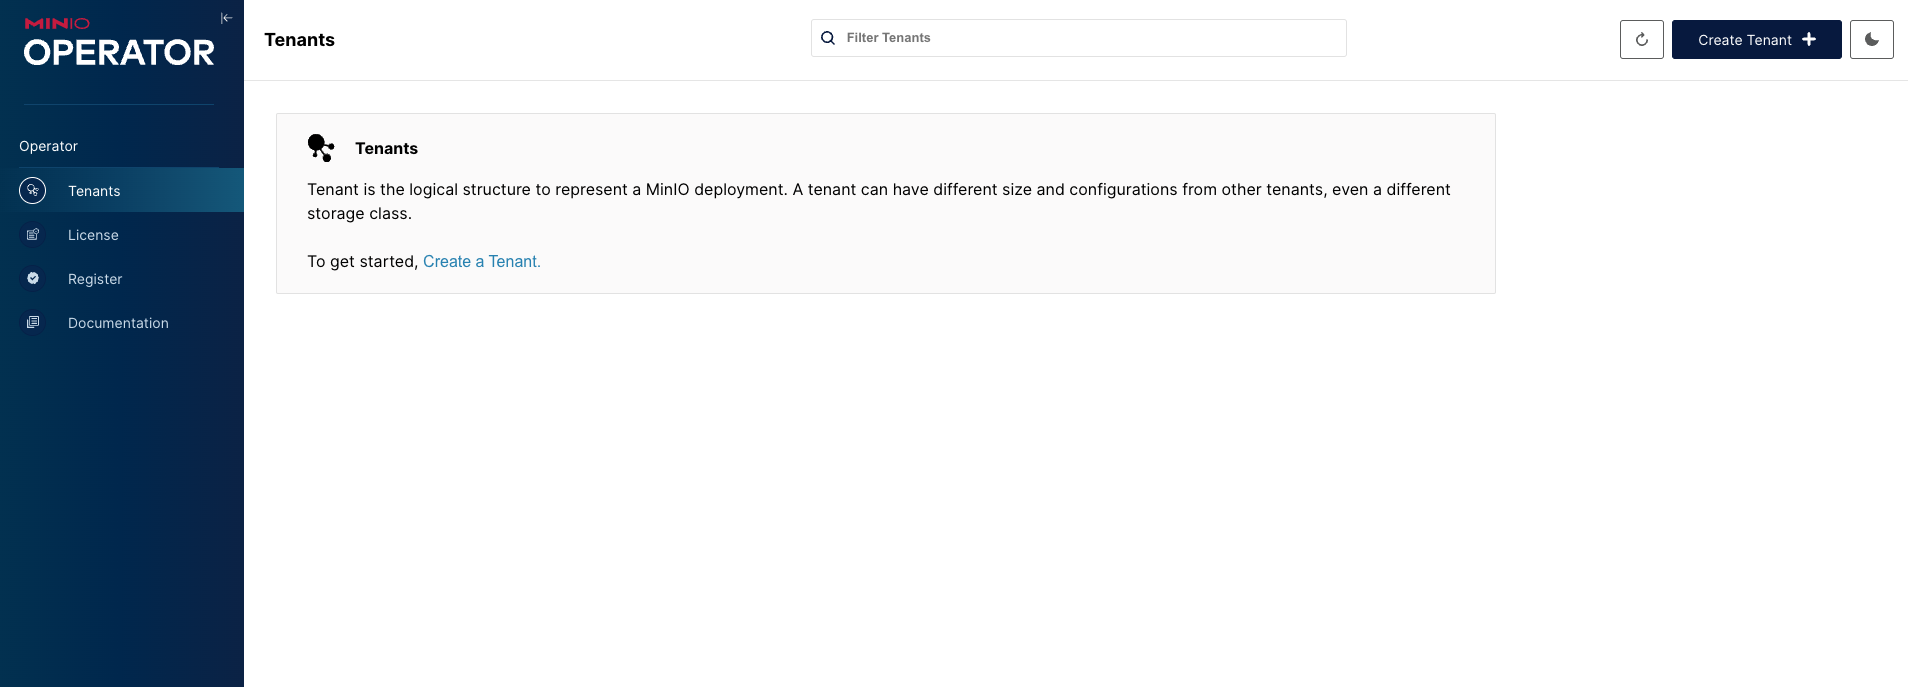 MINIO
OPERATOR
Operator
Tenants
License
Register
Documentation
Tenants
Filter Tenants
Create Tenant
Tenants
Tenant is the logical structure to represent a MinIO deployment. A tenant can have different size and configurations from other tenants, even a different
storage class.
To get started, Create a Tenant.